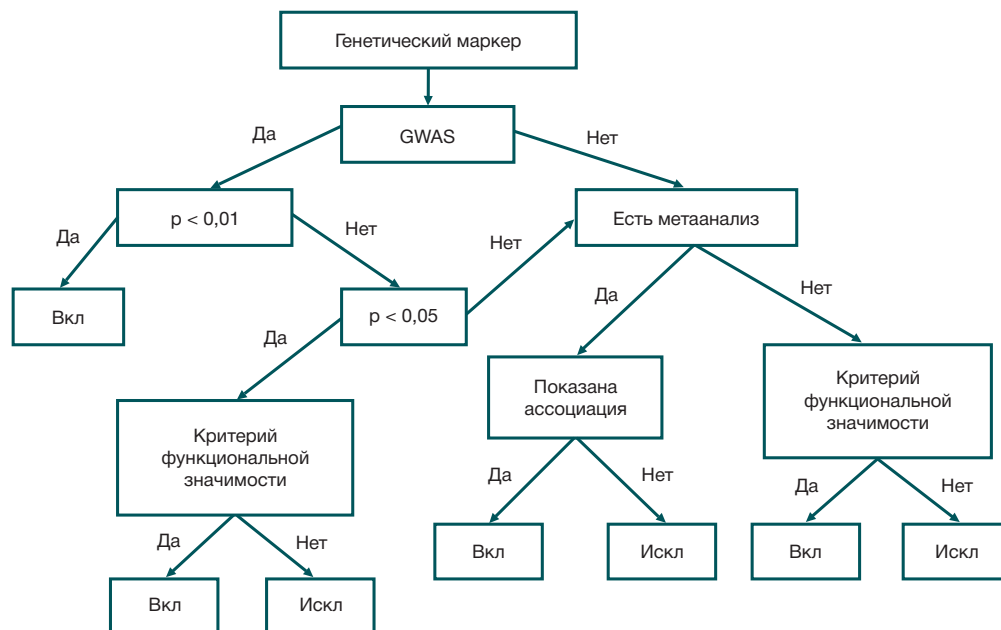 Генетический маркер
Да
GWAS
Нет
p < 0,01
Есть метаанализ
Да
Нет
Нет
Вкл
p < 0,05
Да
Нет
Да
Показана
ассоциация
Критерий
функциональной
значимости
Критерий
функциональной
значимости
Да
Нет
Да
Нет
Вкл
Искл
Вкл
Искл
Да
Нет
Вкл
Искл